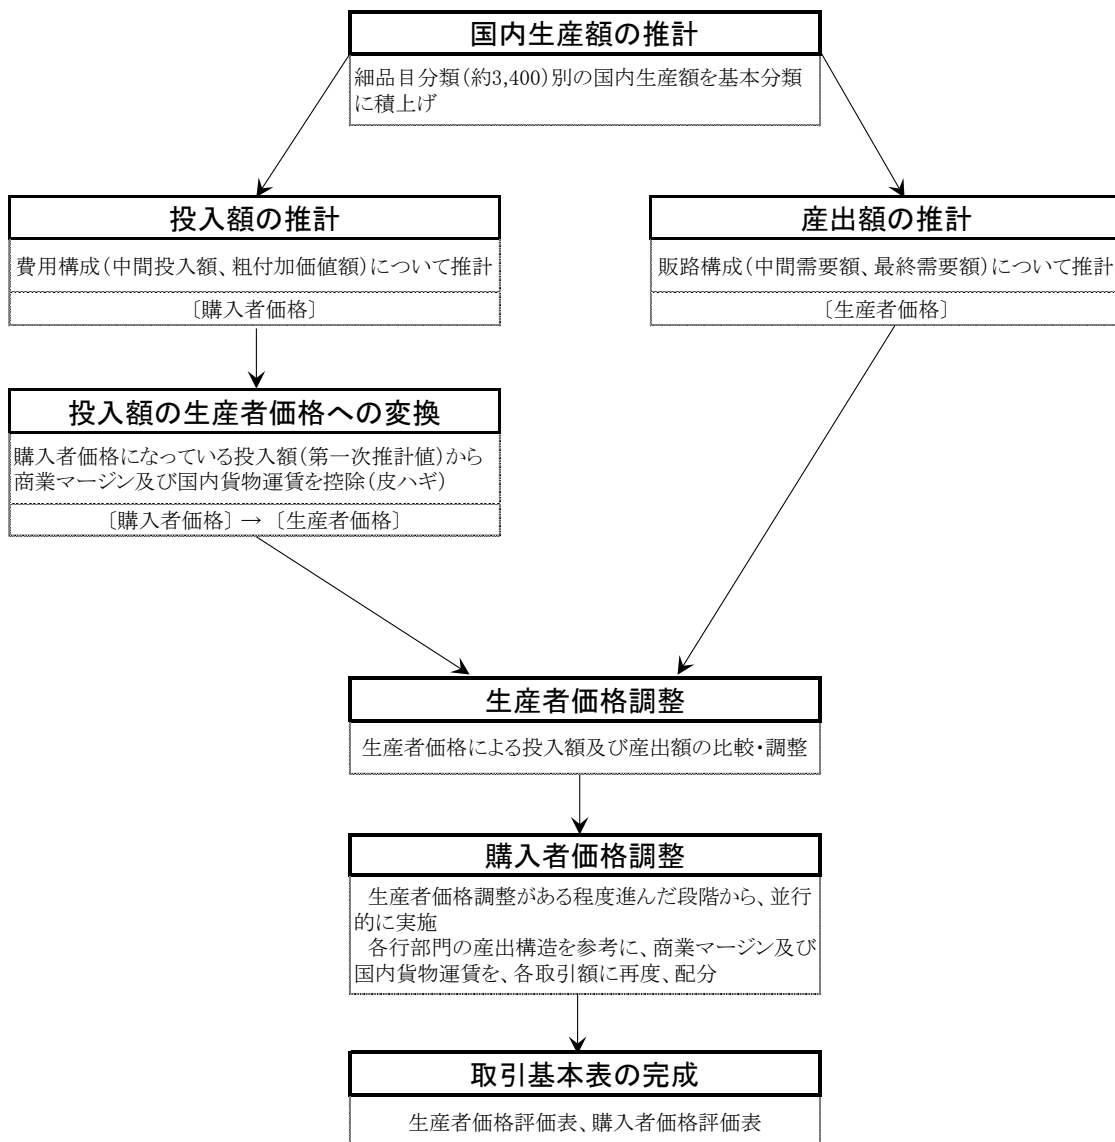 国内生産額の推計
細品目分類(約3,400)別の国内生産額を基本分類
に積上げ
投入額の推計
費用構成(中間投入額、粗付加価値額)について推計
〔購入者価格〕
産出額の推計
販路構成(中間需要額、最終需要額)について推計
〔生産者価格〕
投入額の生産者価格への変換
購入者価格になっている投入額(第一次推計値)から
商業マージン及び国内貨物運賃を控除(皮ハギ)
〔購入者価格〕 → 〔生産者価格〕
生産者価格調整
生産者価格による投入額及び産出額の比較・調整
購入者価格調整
生産者価格調整がある程度進んだ段階から、並行
的に実施
各行部門の産出構造を参考に、商業マージン及び
国内貨物運賃を、各取引額に再度、配分
取引基本表の完成
生産者価格評価表、購入者価格評価表